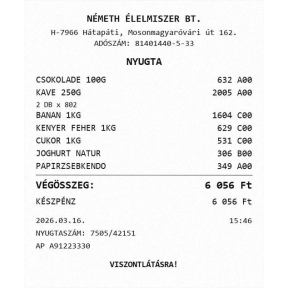 NÉMETH ÉLELMISZER BT.
H-7966 Hátapáti, Mosonmagyaróvári út 162.
ADÓSZÁM: 81401440-5-33
NYUGTA
CSOKOLADE 100G 632 A00
KAVE 250G 2005 A00
2 DB x 802
BANAN 1KG 1604 C00
KENYER FEHER 1KG 629 C00
CUKOR 1KG 531 C00
JOGHURT NATUR 306 B00
PAPIRZSEBKENDO 349 A00
VÉGÖSSZEG: 6 056 Ft
KÉSZPÉNZ 6 056 Ft
2026.03.16. 15:46
NYUGTASZÁM: 7505/42151
AP A91223330
VISZONTLÁTÁSRA!